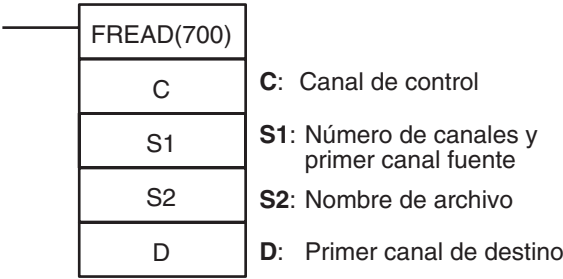 FREAD(700)
C
C: Canal de control
S1
S1: Número de canales y
primer canal fuente
S2
S2: Nombre de archivo
D
D: Primer canal de destino